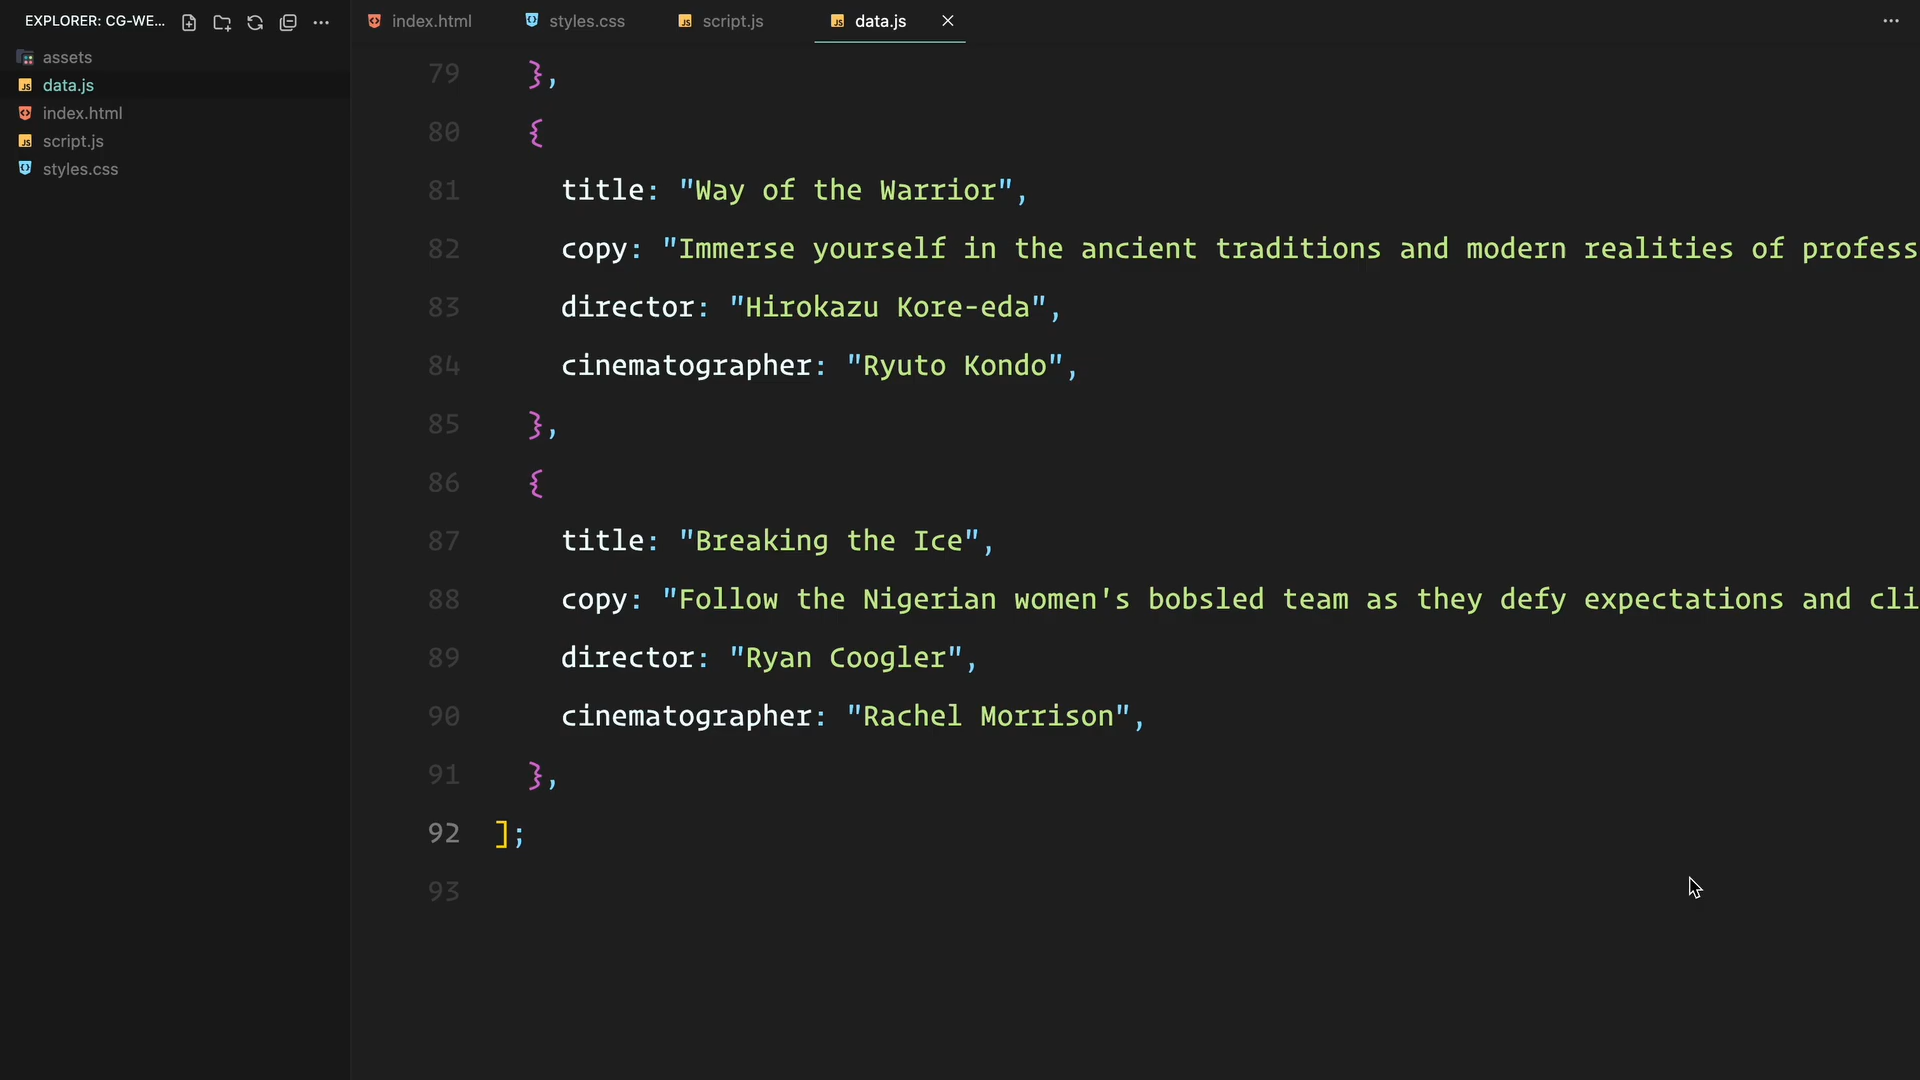 EXPLORER: CG-WE...
assets
data.js
index.html
script.js
styles.css
index.html styles.css script.js data.js
79 },
80 {
81 title: "Way of the Warrior",
82 copy: "Immerse yourself in the ancient traditions and modern realities of profess
83 director: "Hirokazu Kore-eda",
84 cinematographer: "Ryuto Kondo",
85 },
86 {
87 title: "Breaking the Ice",
88 copy: "Follow the Nigerian women's bobsled team as they defy expectations and cli
89 director: "Ryan Coogler",
90 cinematographer: "Rachel Morrison",
91 },
92 ];
93